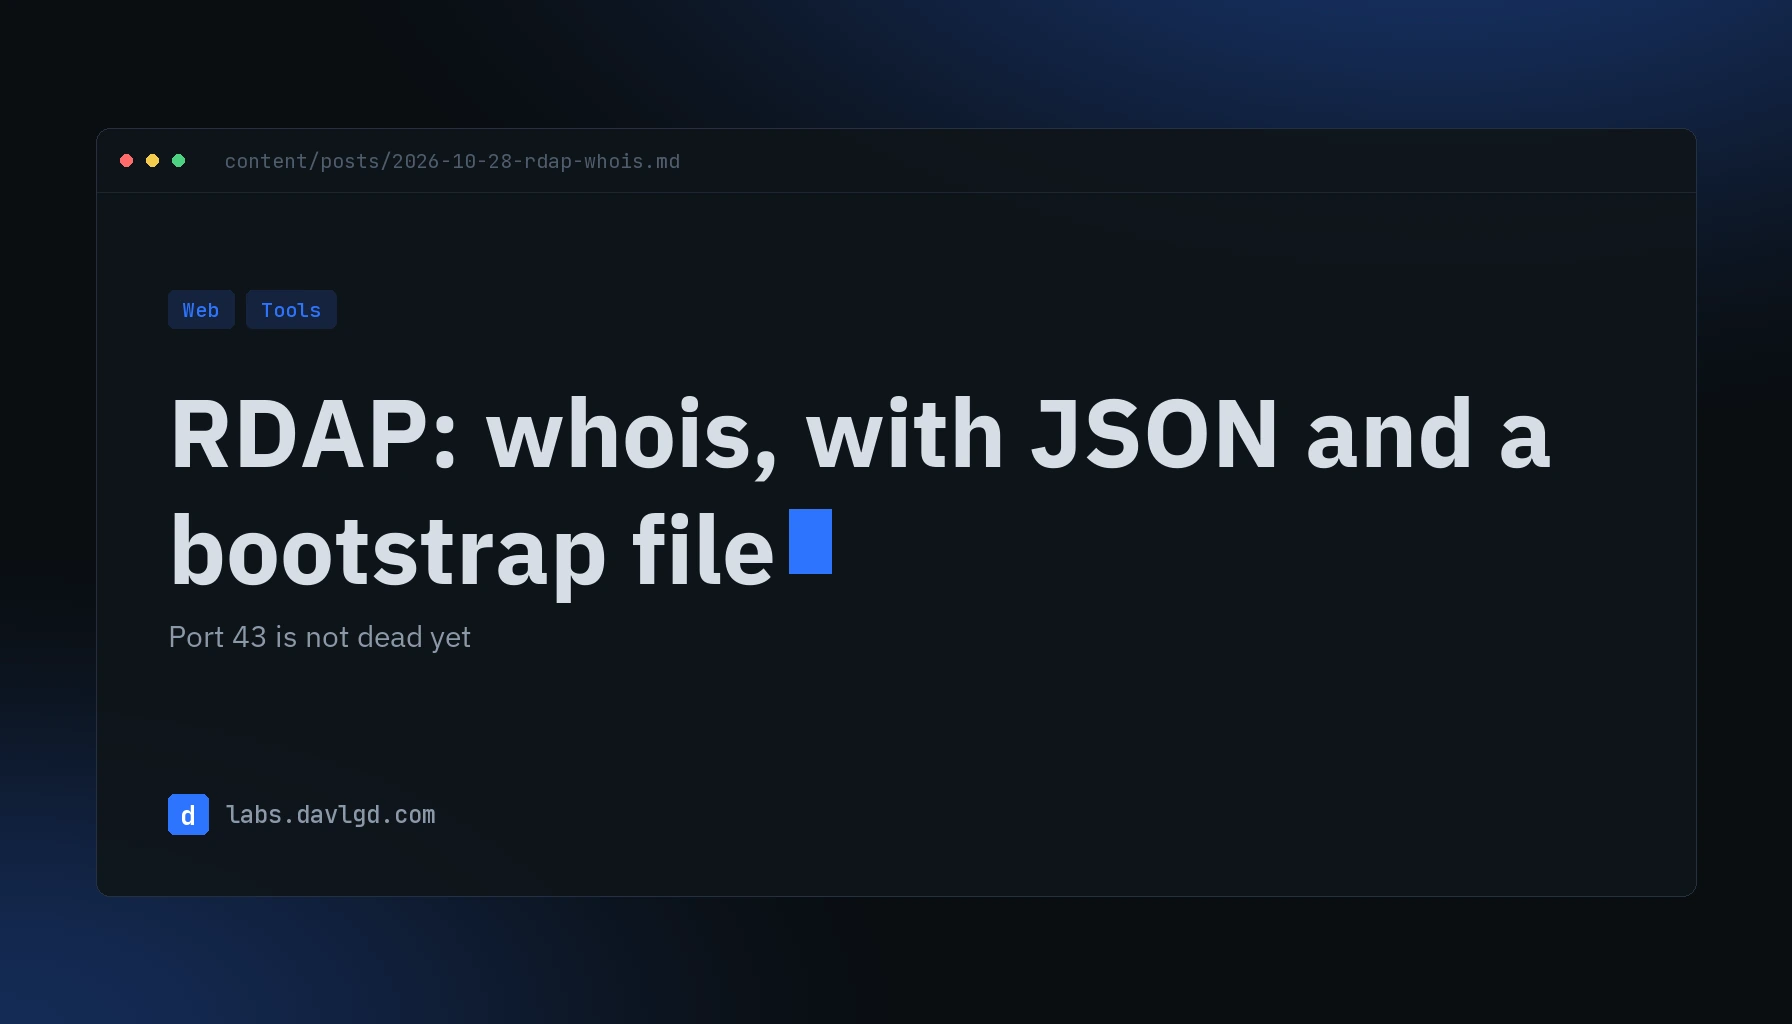 content/posts/2026-10-28-rdap-whois.md
Web Tools
RDAP: whois, with JSON and a
bootstrap file
Port 43 is not dead yet
d labs.davlgd.com